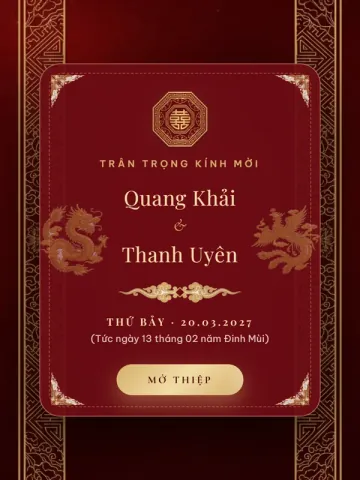 囍
TRÂN TRỌNG KÍNH MỜI
Quang Khải
&
Thanh Uyên
THỨ BẢY · 20.03.2027
(Tức ngày 13 tháng 02 năm Đinh Mùi)
MỞ THIỆP